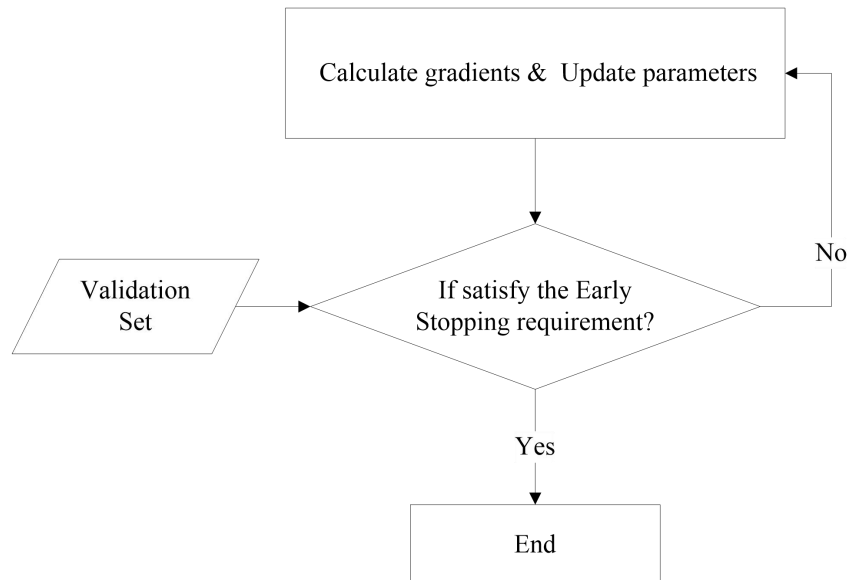 Calculate gradients & Update parameters
No
Validation
Set
If satisfy the Early
Stopping requirement?
Yes
End